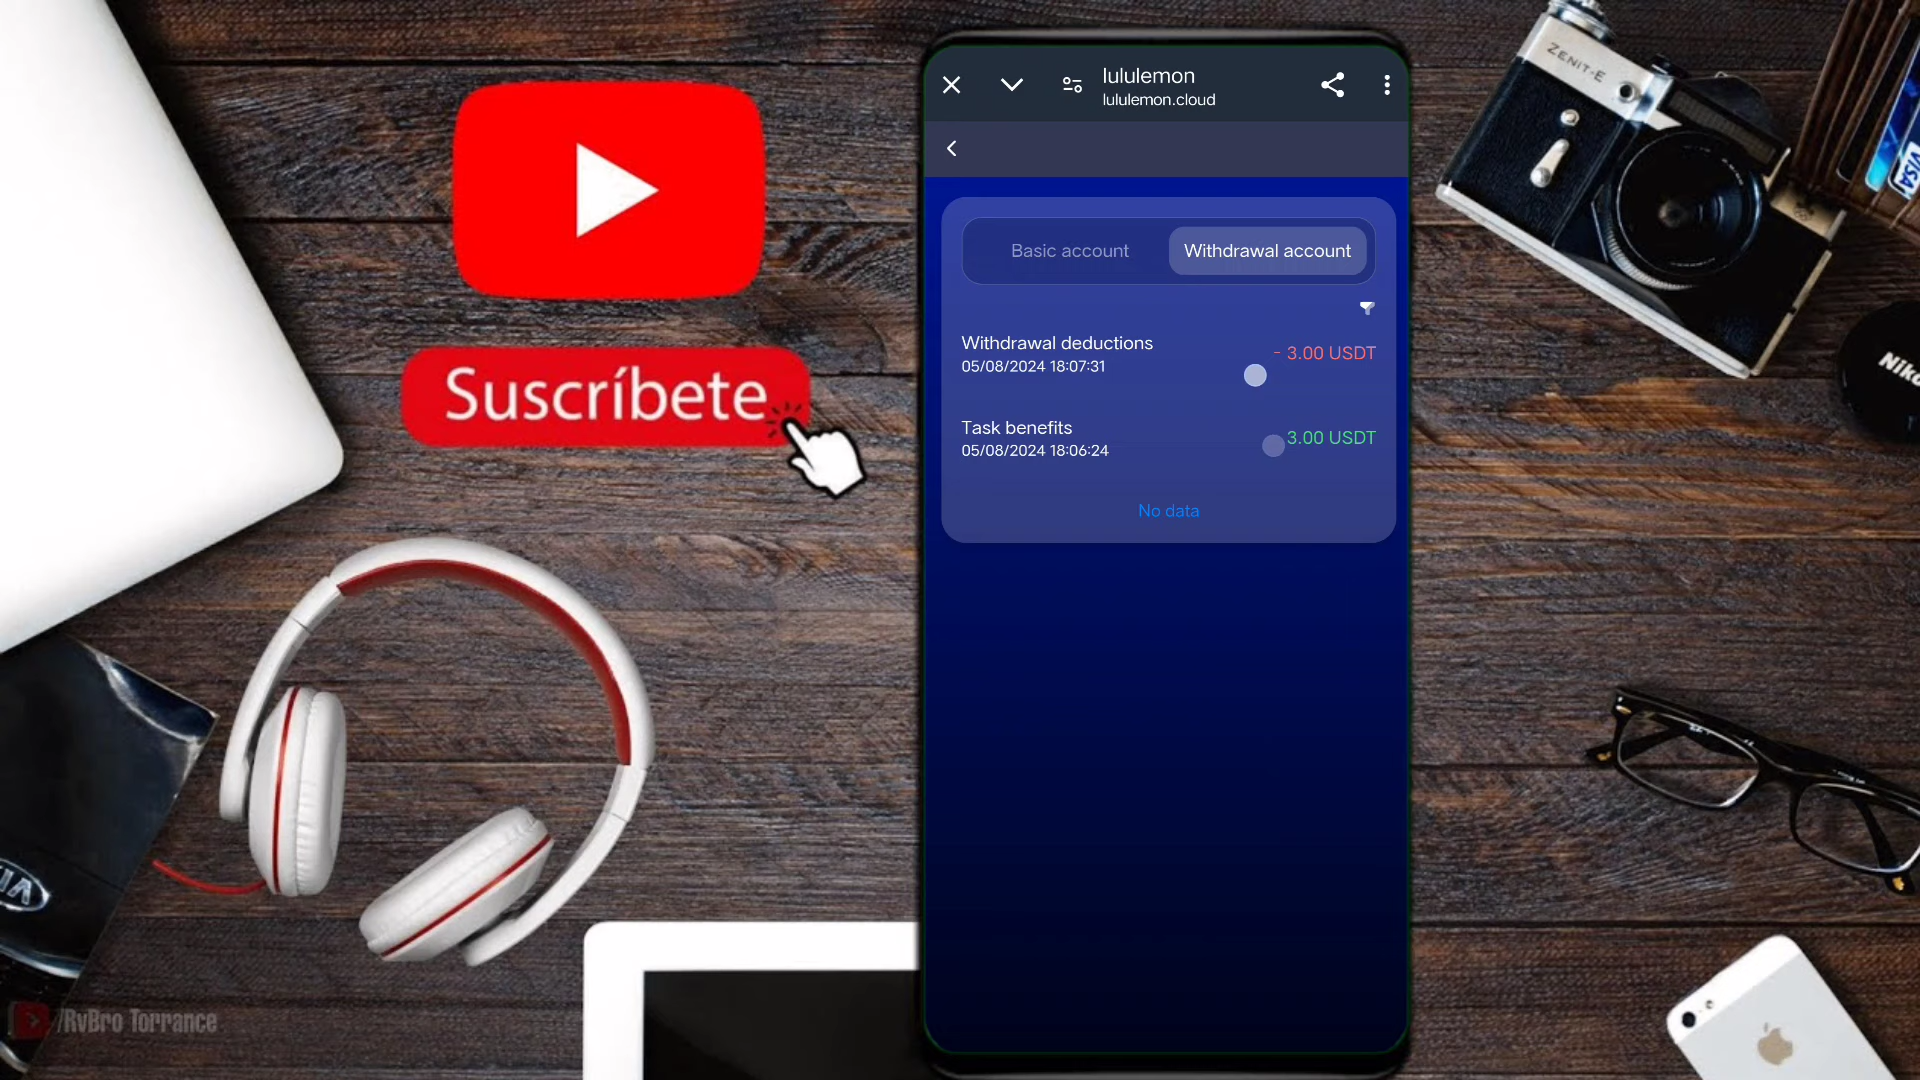 lululemon
lululemon.cloud
Basic account
Withdrawal account
Withdrawal deductions
05/08/2024 18:07:31
- 3.00 USDT
Task benefits
05/08/2024 18:06:24
3.00 USDT
No data
Suscríbete
ZENIT-E
VISA
/RvBro Torrance